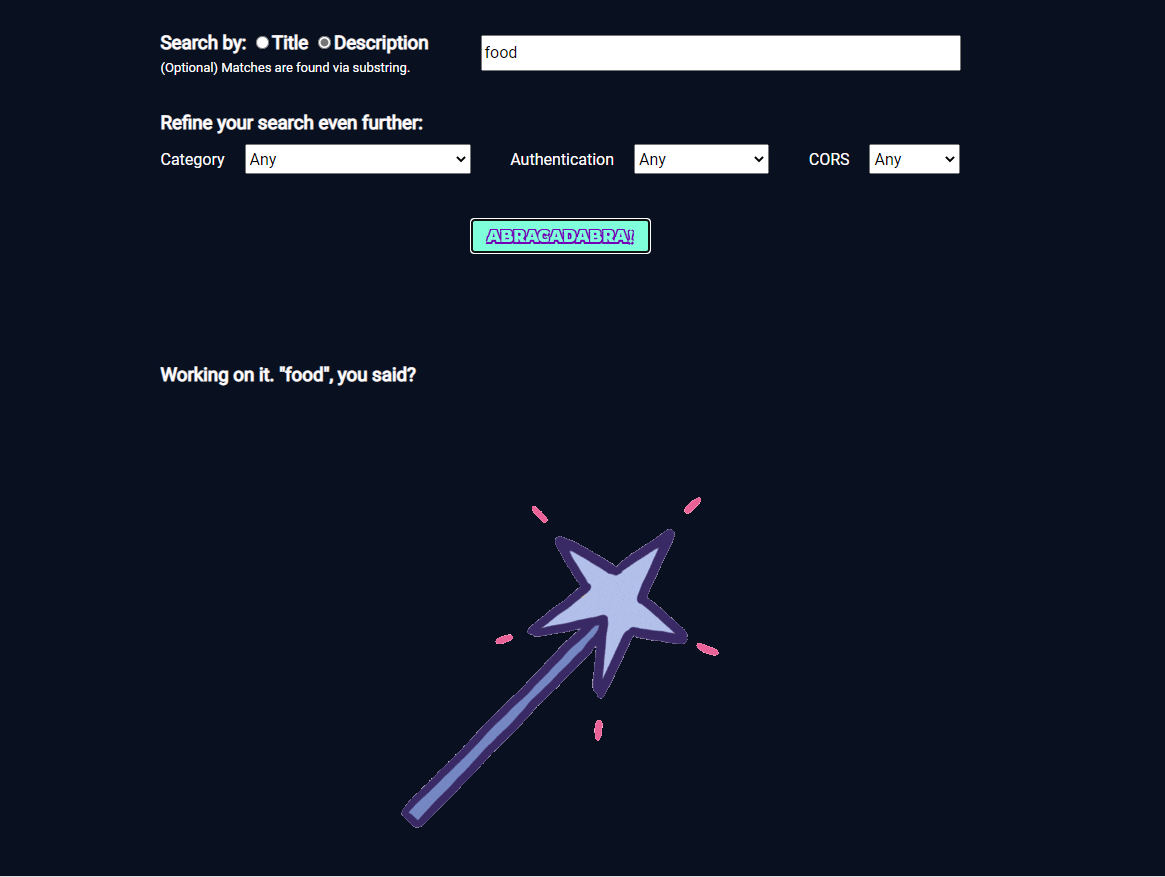 Search by: Title Description
food
(Optional) Matches are found via substring.
Refine your search even further:
Category Any Authentication Any CORS Any
ABRAGADABRA!
Working on it. "food", you said?